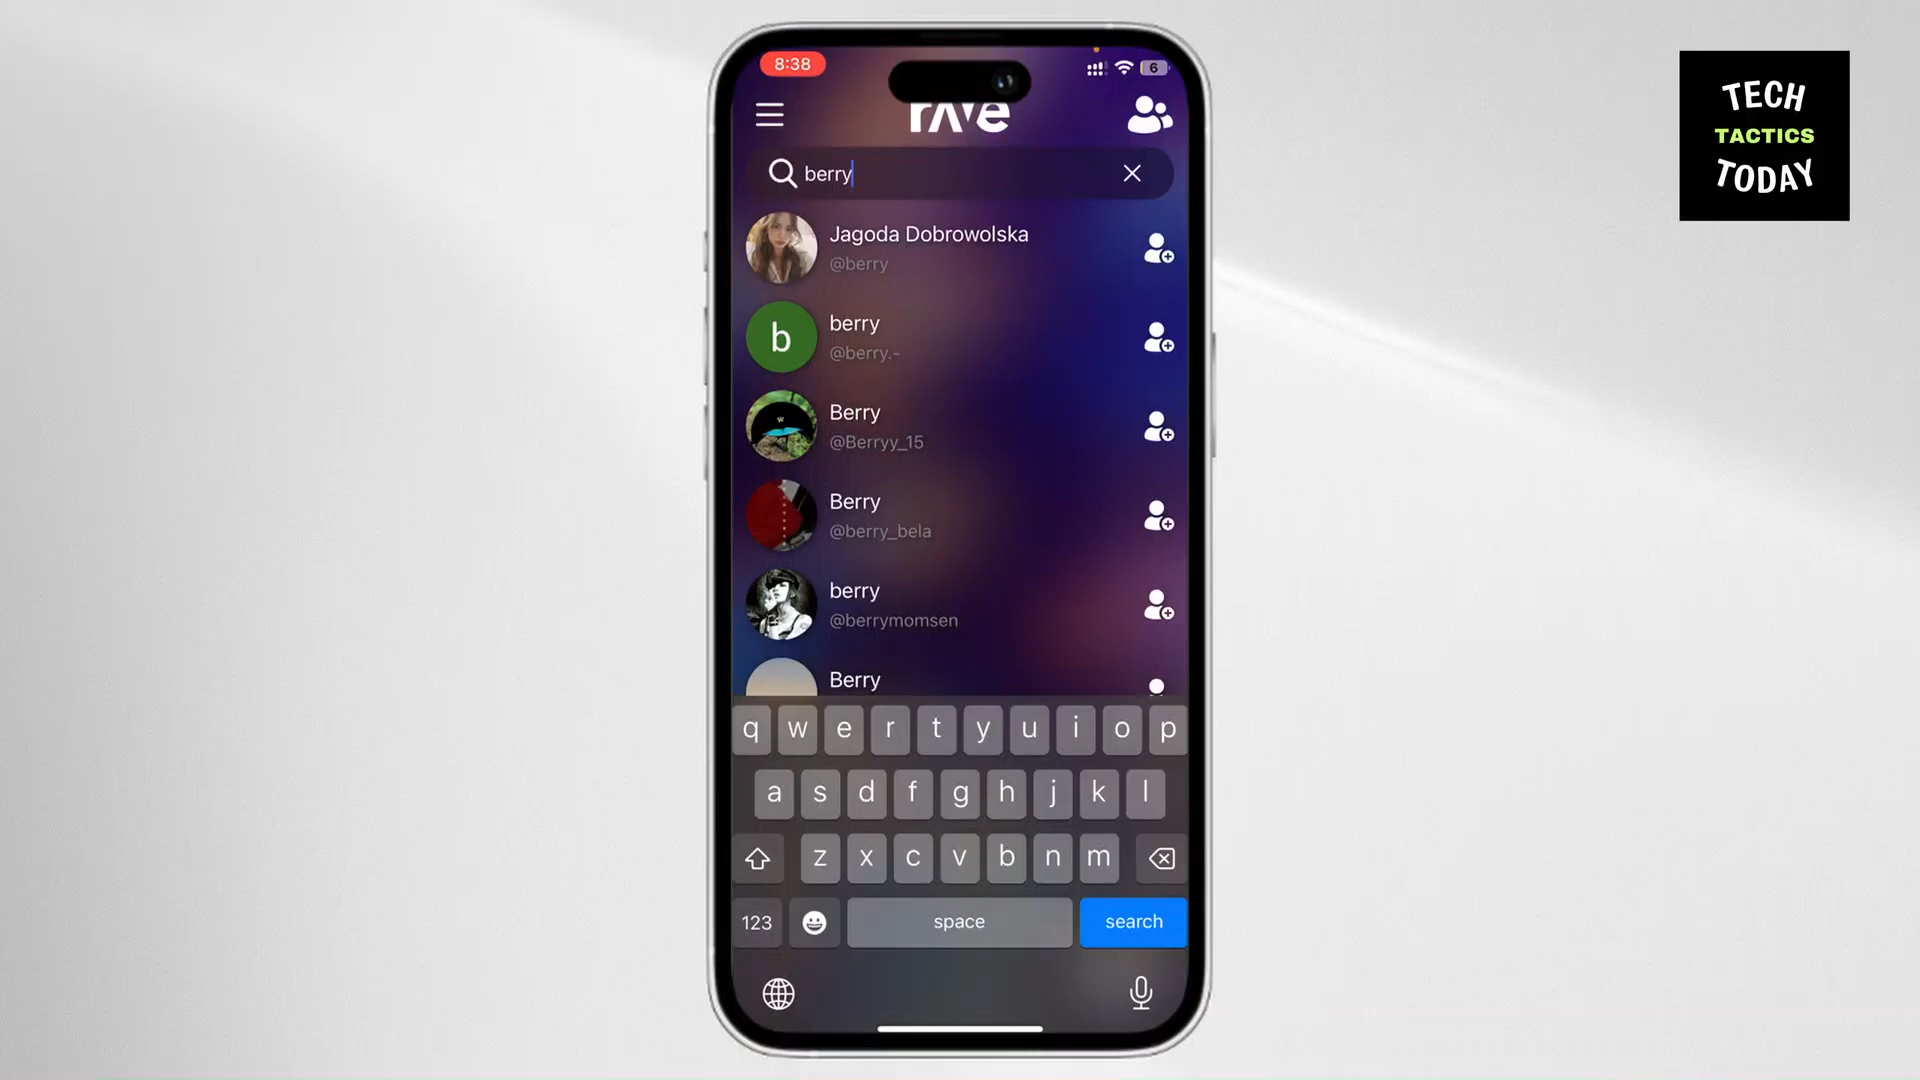 8:38
6
rave
berry
Jagoda Dobrowolska
@berry
b
berry
@berry.-
Berry
@Berryy_15
Berry
@berry_bela
berry
@berrymomsen
Berry
q w e r t y u i o p
a s d f g h j k l
z x c v b n m
123
space
search
TECH
TACTICS
TODAY